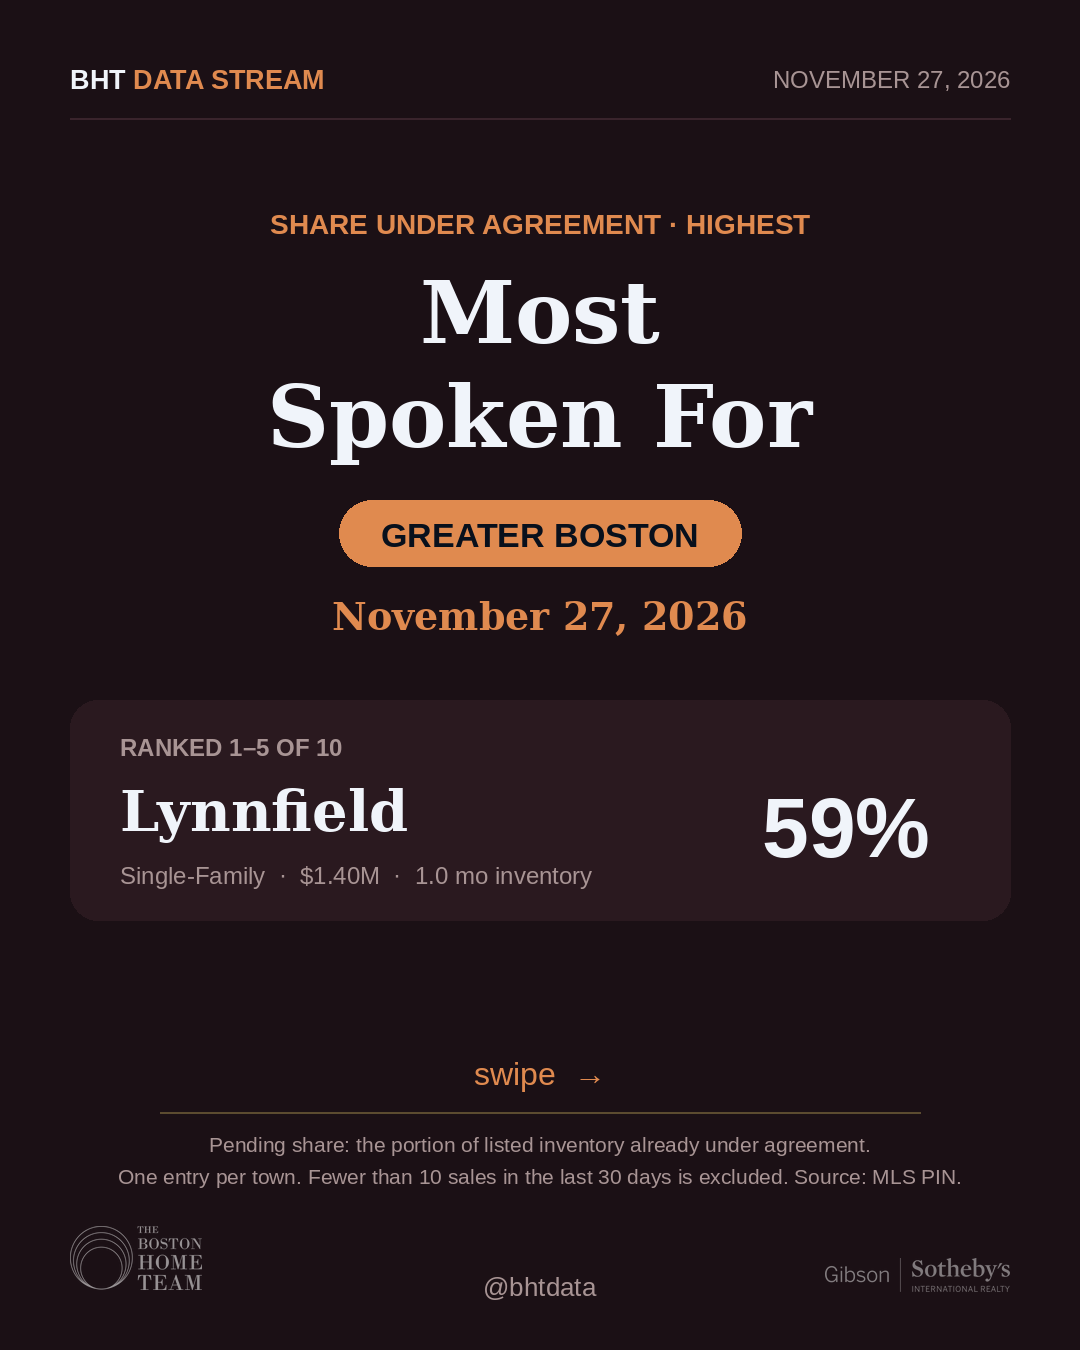 BHT DATA STREAM
NOVEMBER 27, 2026
SHARE UNDER AGREEMENT · HIGHEST
Most
Spoken For
GREATER BOSTON
November 27, 2026
RANKED 1–5 OF 10
Lynnfield
59%
Single-Family · $1.40M · 1.0 mo inventory
swipe →
Pending share: the portion of listed inventory already under agreement.
One entry per town. Fewer than 10 sales in the last 30 days is excluded. Source: MLS PIN.
THE
BOSTON
HOME
TEAM
@bhtdata
Gibson
Sotheby's
INTERNATIONAL REALTY